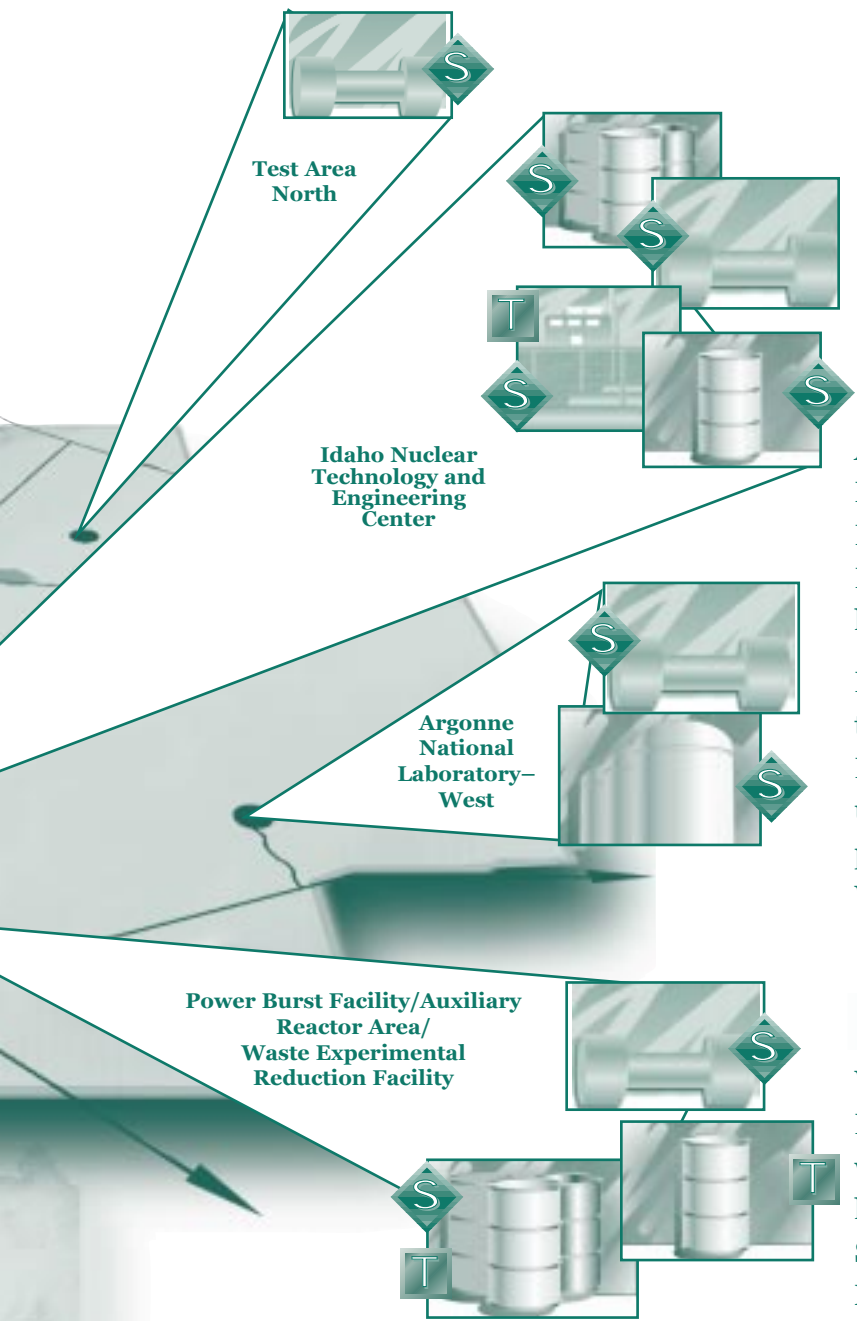 S
Test Area
North
S
S
T
S
S
Idaho Nuclear
Technology and
Engineering
Center
S
Argonne
National
Laboratory–
West
S
Power Burst Facility/Auxiliary
Reactor Area/
Waste Experimental
Reduction Facility
S
T
S
T